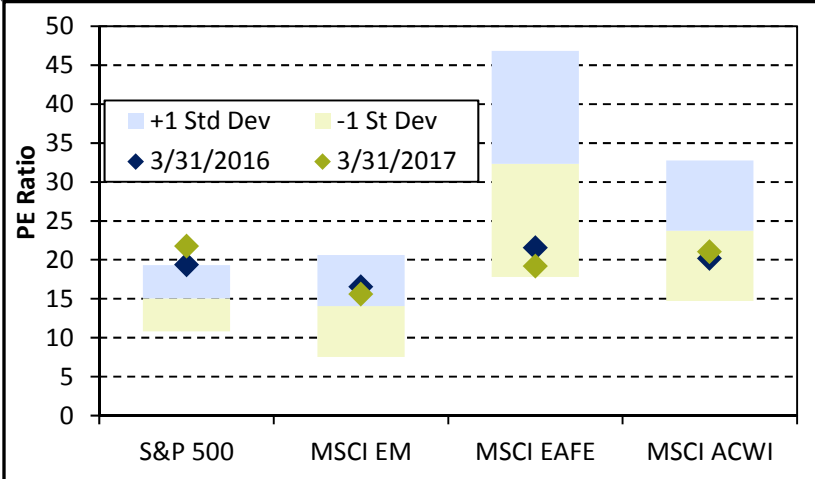 50
45
40
35
30
25
20
15
10
5
0
PE Ratio
+1 Std Dev
-1 St Dev
3/31/2016
3/31/2017
S&P 500
MSCI EM
MSCI EAFE
MSCI ACWI